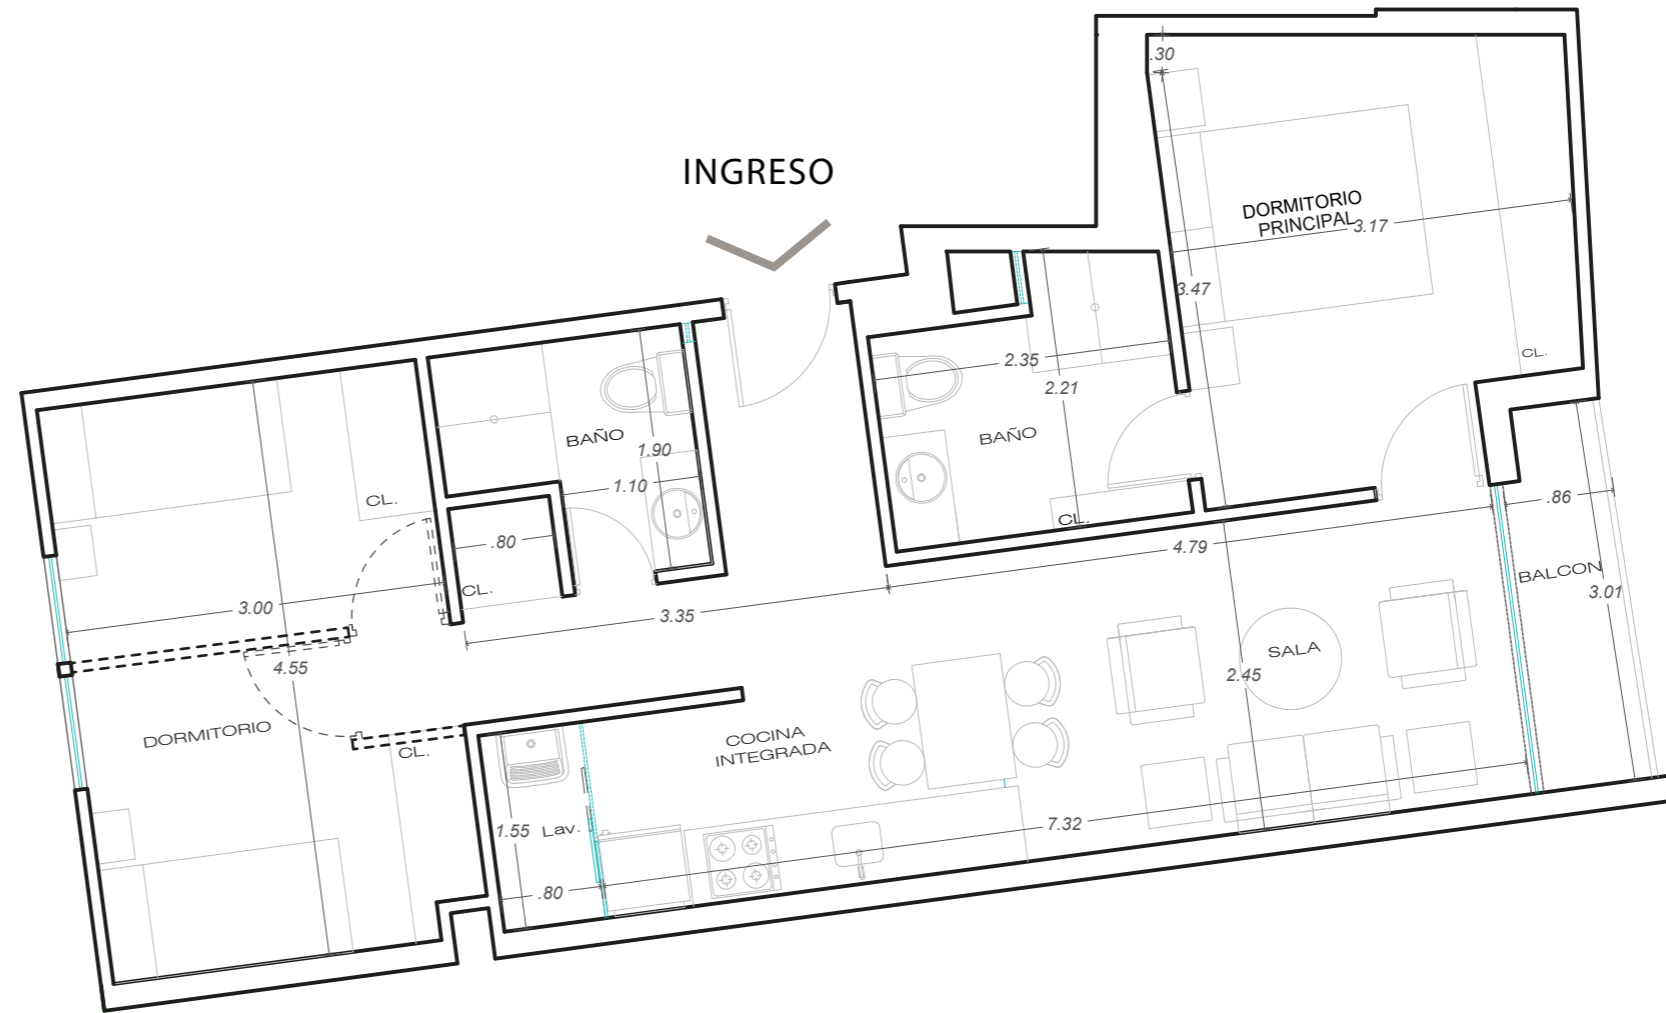 .30
INGRESO
DORMITORIO
PRINCIPAL
3.17
3.47
CL.
2.35
2.21
BAÑO
CL.
BAÑO
1.90
1.10
CL.
.80
CL.
3.00
4.55
3.35
4.79
.86
BALCON
3.01
SALA
2.45
DORMITORIO
CL.
COCINA
INTEGRADA
1.55
Lav.
.80
7.32